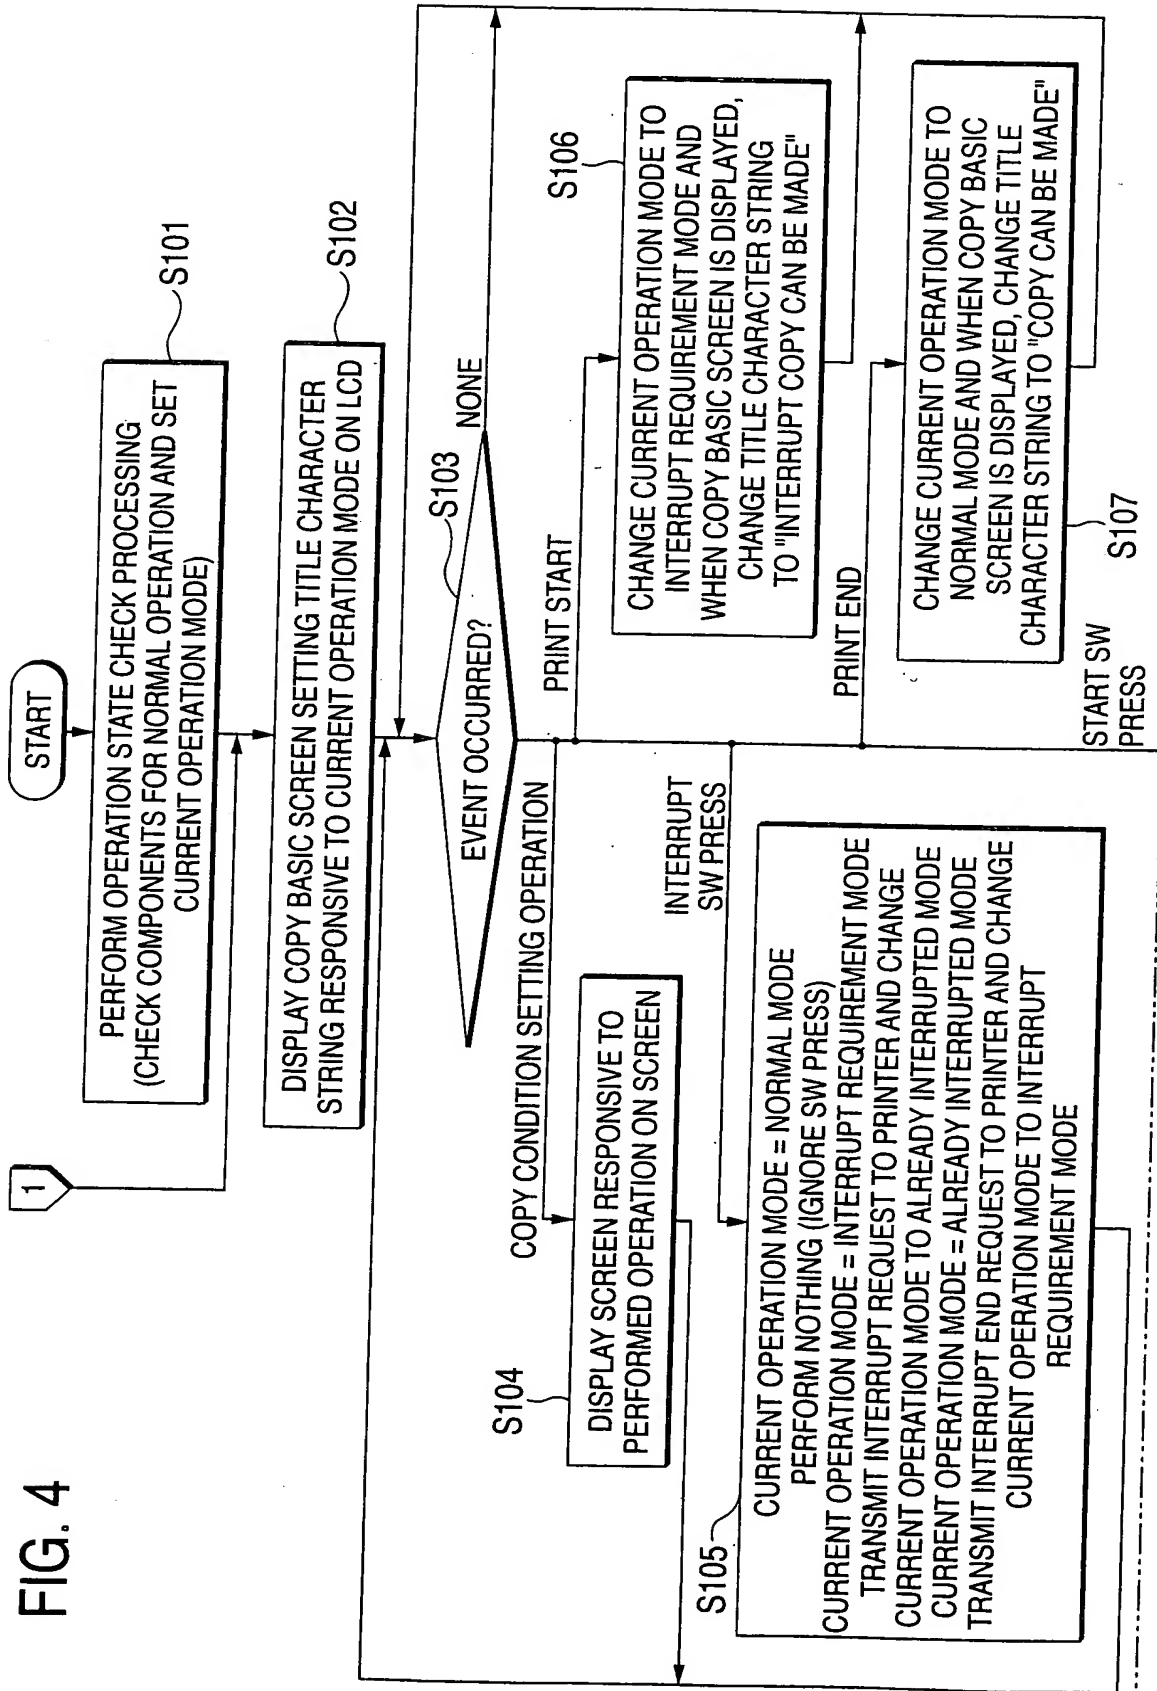 FIG. 4
1
START
PERFORM OPERATION STATE CHECK PROCESSING
(CHECK COMPONENTS FOR NORMAL OPERATION AND SET
CURRENT OPERATION MODE)
S101
DISPLAY COPY BASIC SCREEN SETTING TITLE CHARACTER
STRING RESPONSIVE TO CURRENT OPERATION MODE ON LCD
S102
EVENT OCCURRED?
S103
NONE
COPY CONDITION SETTING OPERATION
S104
DISPLAY SCREEN RESPONSIVE TO
PERFORMED OPERATION ON SCREEN
PRINT START
S106
CHANGE CURRENT OPERATION MODE TO
INTERRUPT REQUIREMENT MODE AND
WHEN COPY BASIC SCREEN IS DISPLAYED,
CHANGE TITLE CHARACTER STRING
TO "INTERRUPT COPY CAN BE MADE"
INTERRUPT
SW PRESS
S105
CURRENT OPERATION MODE = NORMAL MODE
PERFORM NOTHING (IGNORE SW PRESS)
CURRENT OPERATION MODE = INTERRUPT REQUIREMENT MODE
TRANSMIT INTERRUPT REQUEST TO PRINTER AND CHANGE
CURRENT OPERATION MODE TO ALREADY INTERRUPTED MODE
CURRENT OPERATION MODE = ALREADY INTERRUPTED MODE
TRANSMIT INTERRUPT END REQUEST TO PRINTER AND CHANGE
CURRENT OPERATION MODE TO INTERRUPT
REQUIREMENT MODE
PRINT END
CHANGE CURRENT OPERATION MODE TO
NORMAL MODE AND WHEN COPY BASIC
SCREEN IS DISPLAYED, CHANGE TITLE
CHARACTER STRING TO "COPY CAN BE MADE"
S107
START SW
PRESS